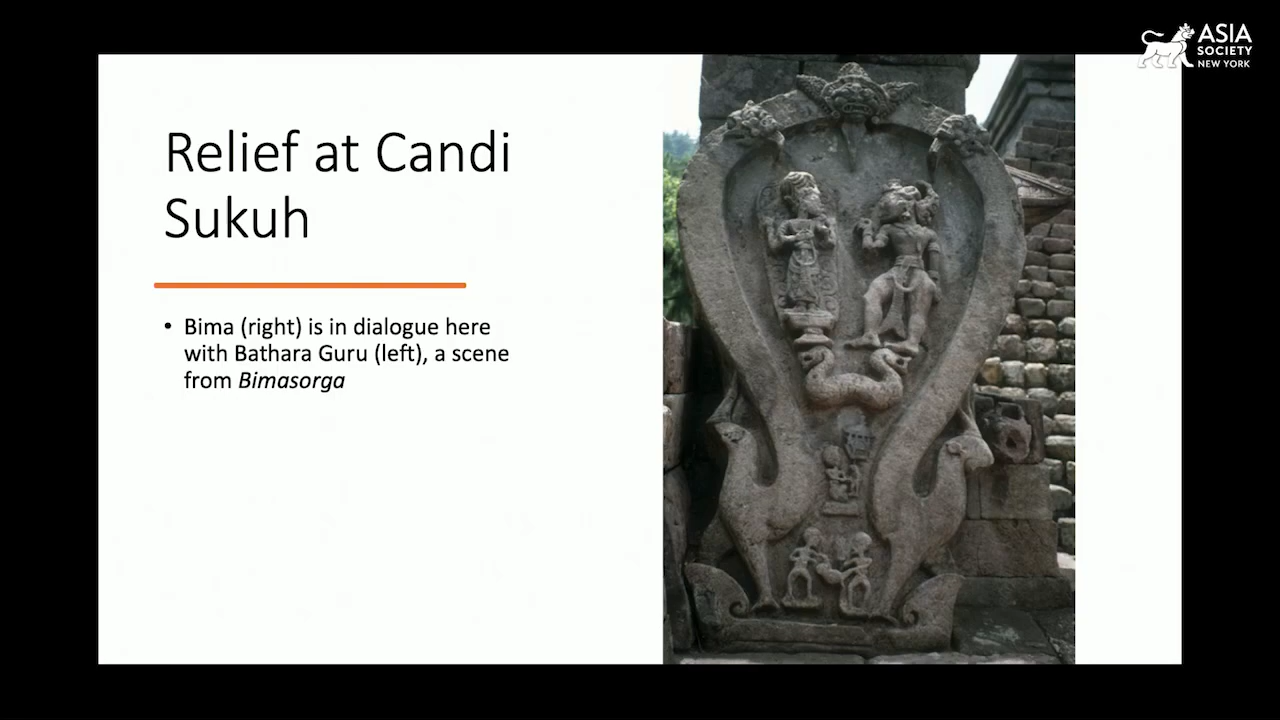 ASIA
SOCIETY
NEW YORK
Relief at Candi
Sukuh
• Bima (right) is in dialogue here
with Bathara Guru (left), a scene
from Bimasorga